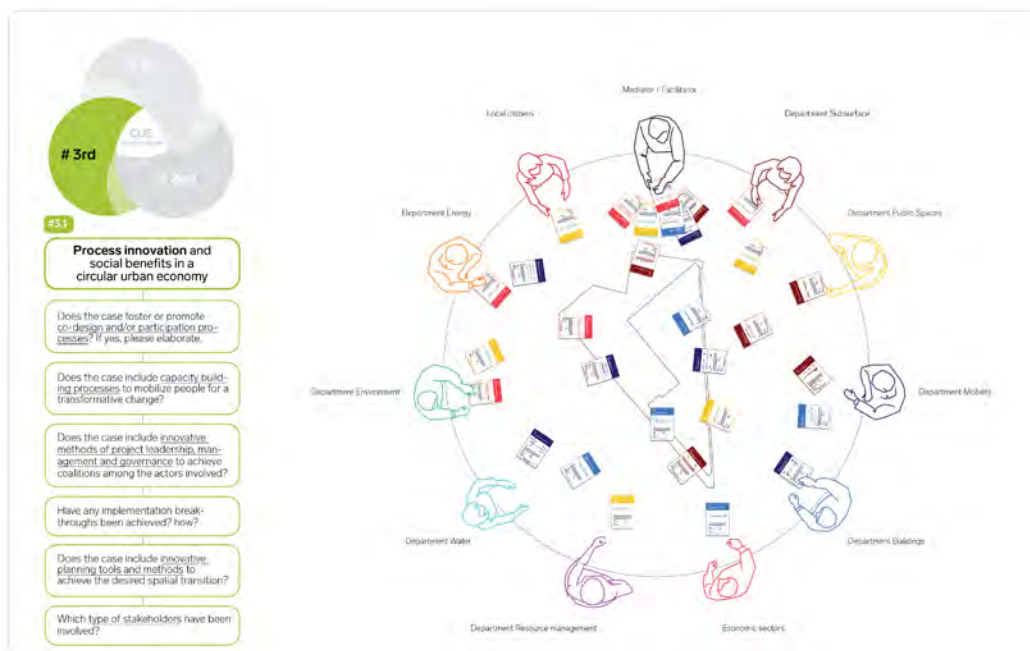 # 3rd
CUE
#3.1
Process innovation and
social benefits in a
circular urban economy
Does the case foster or promote
co-design and/or participation pro-
cesses? If yes, please elaborate.
Does the case include capacity build-
ing processes to mobilize people for a
transformative change?
Does the case include innovative
methods of project leadership, man-
agement and governance to achieve
coalitions among the actors involved?
Have any implementation break-
throughs been achieved? how?
Does the case include innovative
planning tools and methods to
achieve the desired spatial transition?
Which type of stakeholders have been
involved?
Mediator / Facilitator
Local citizens
Department Subsurface
Department Energy
Department Public Spaces
Department Environment
Department Mobility
Department Water
Department Buildings
Department Resource management
Economic sectors